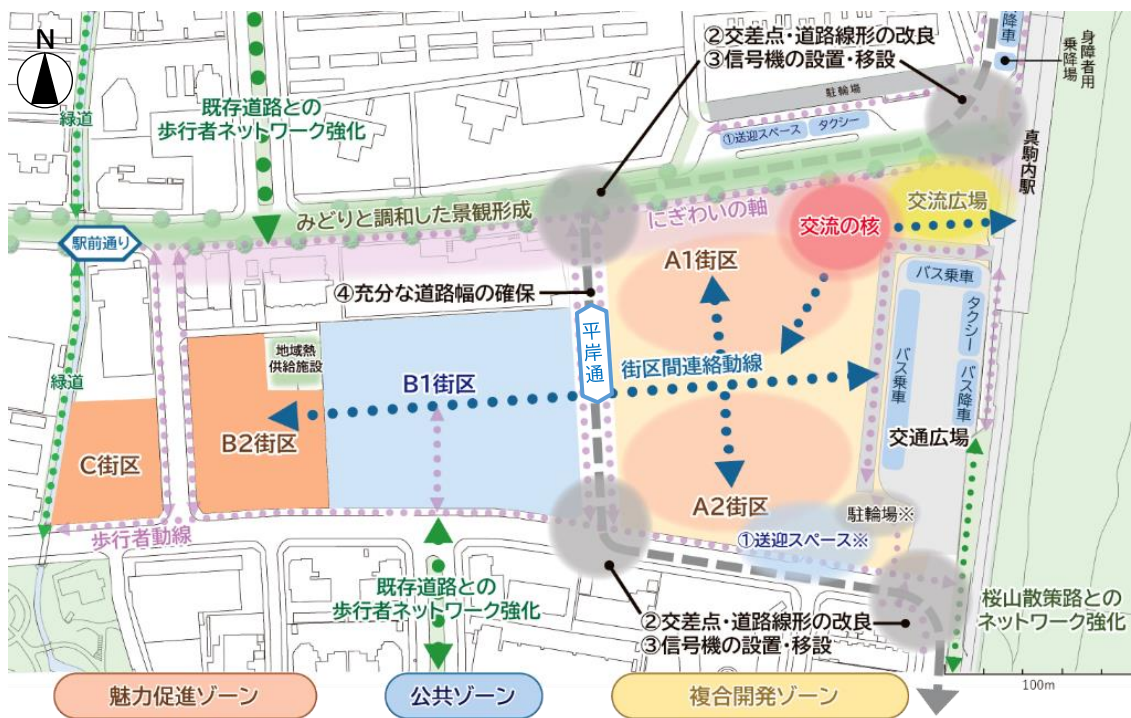 N
②交差点・道路線形の改良
③信号機の設置・移設
降車
身障者用
乗降場
駐輪場
①送迎スペース
タクシー
真駒内駅
緑道
既存道路との
歩行者ネットワーク強化
みどりと調和した景観形成
にぎわいの軸
交流の核
交流広場
駅前通り
A1街区
④充分な道路幅の確保
バス乗車
タクシー
平岸通
地域熱
供給施設
街区間連絡動線
バス乗車
バス降車
緑道
B1街区
B2街区
交通広場
C街区
A2街区
駐輪場※
歩行者動線
①送迎スペース※
既存道路との
歩行者ネットワーク強化
②交差点・道路線形の改良
③信号機の設置・移設
桜山散策路との
ネットワーク強化
100m
魅力促進ゾーン
公共ゾーン
複合開発ゾーン